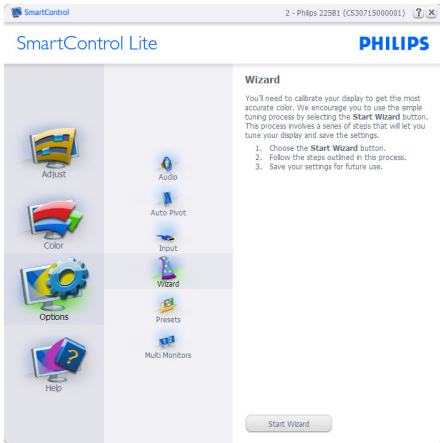 SmartControl
2 - Philips 225B1 (CS30715000001)
? X
SmartControl Lite
PHILIPS
Adjust
Color
Options
Help
Audio
Auto Pivot
Input
Wizard
Presets
Multi Monitors
Wizard
You'll need to calibrate your display to get the most
accurate color. We encourage you to use the simple
tuning process by selecting the Start Wizard button.
This process involves a series of steps that will let you
tune your display and save the settings.
1. Choose the Start Wizard button.
2. Follow the steps outlined in this process.
3. Save your settings for future use.
Start Wizard